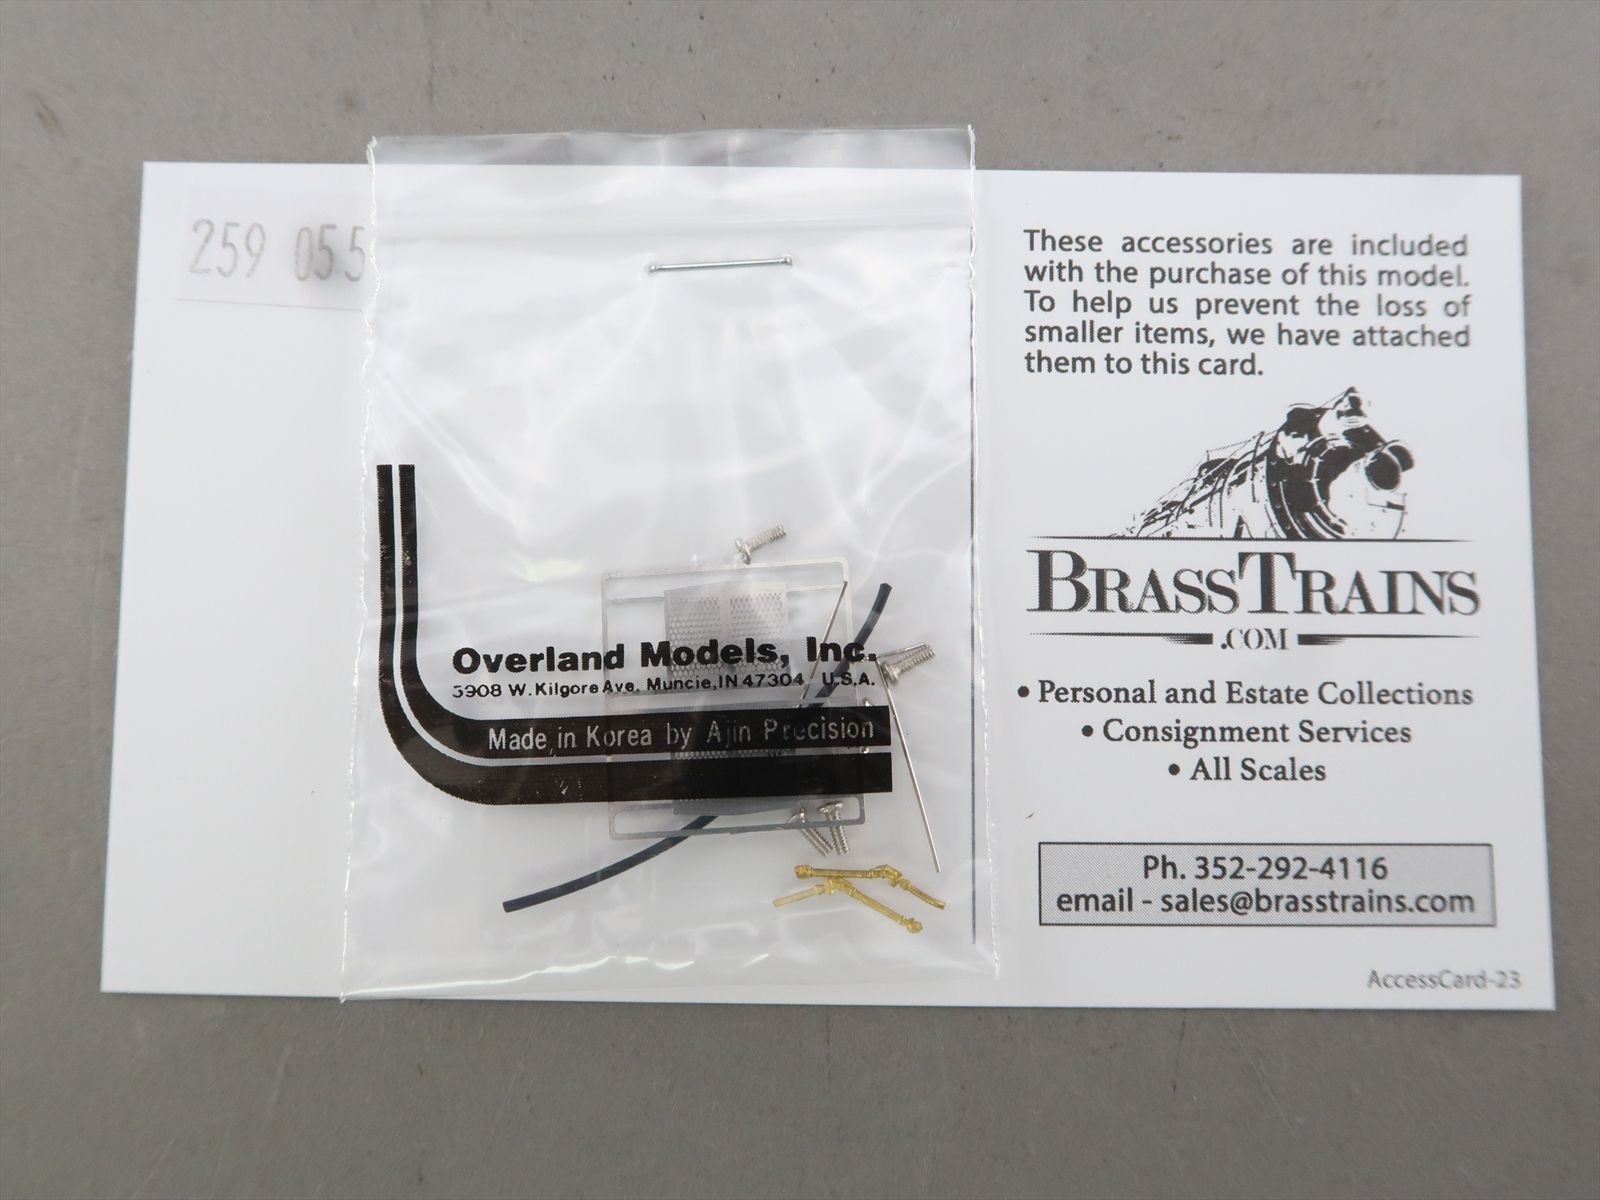 259 055
Overland Models, Inc.
5908 W. Kilgore Ave. Muncie, IN 47304 U.S.A.
Made in Korea by Ajin Precision
These accessories are included
with the purchase of this model.
To help us prevent the loss of
smaller items, we have attached
them to this card.
BRASSTRAINS
.COM
• Personal and Estate Collections
• Consignment Services
• All Scales
Ph. 352-292-4116
email - sales@brasstrains.com
AccessCard-23